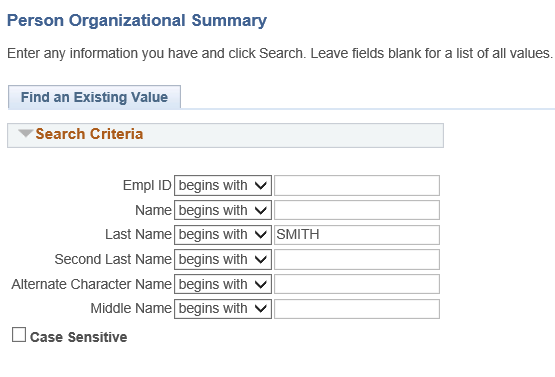 Person Organizational Summary
Enter any information you have and click Search. Leave fields blank for a list of all values.
Find an Existing Value
Search Criteria
Empl ID begins with
Name begins with
Last Name begins with SMITH
Second Last Name begins with
Alternate Character Name begins with
Middle Name begins with
Case Sensitive